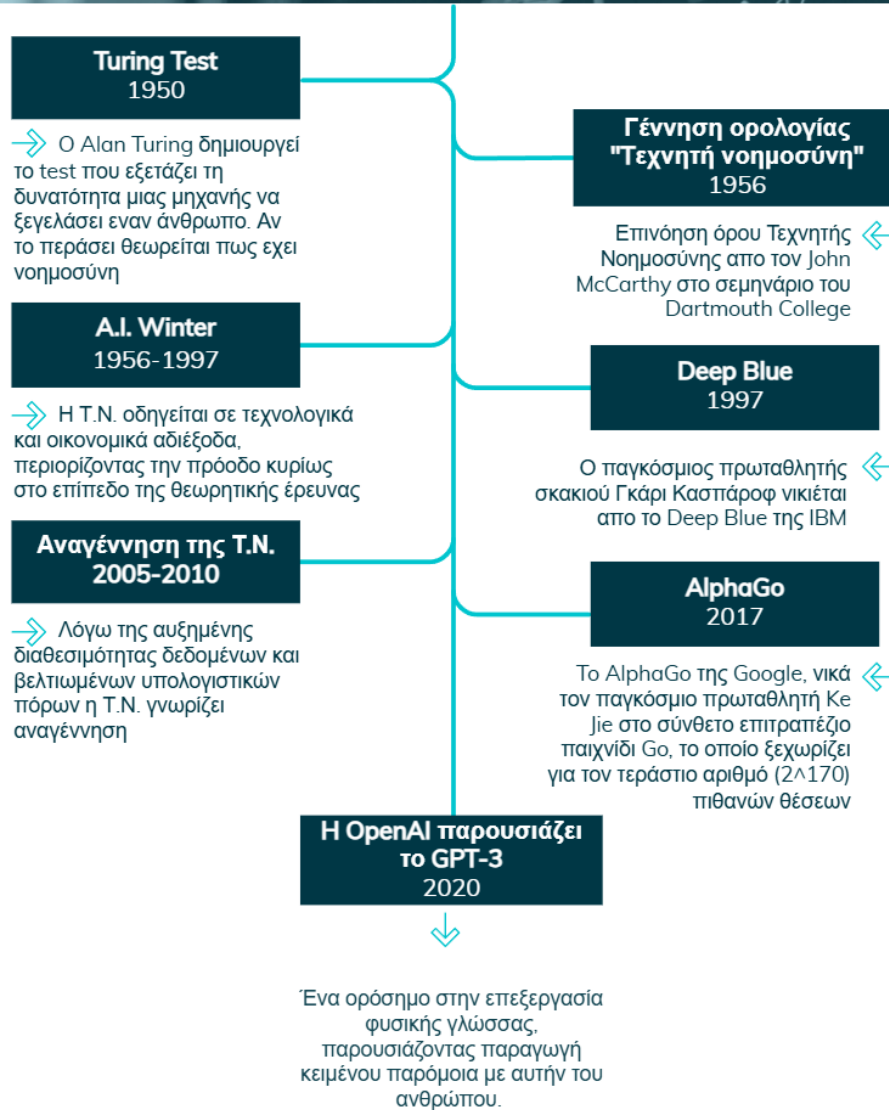 Turing Test
1950
Ο Alan Turing δημιουργεί
το test που εξετάζει τη
δυνατότητα μιας μηχανής να
ξεγελάσει εναν άνθρωπο. Αν
το περάσει θεωρείται πως εχει
νοημοσύνη
Γέννηση ορολογίας
"Τεχνητή νοημοσύνη"
1956
Επινόηση όρου Τεχνητής
Νοημοσύνης απο τον John
McCarthy στο σεμηνάριο του
Dartmouth College
A.I. Winter
1956-1997
Η Τ.Ν. οδηγείται σε τεχνολογικά
και οικονομικά αδιέξοδα,
περιορίζοντας την πρόοδο κυρίως
στο επίπεδο της θεωρητικής έρευνας
Deep Blue
1997
Ο παγκόσμιος πρωταθλητής
σκακιού Γκάρι Κασπάροφ νικιέται
απο το Deep Blue της IBM
Αναγέννηση της Τ.Ν.
2005-2010
Λόγω της αυξημένης
διαθεσιμότητας δεδομένων και
βελτιωμένων υπολογιστικών
πόρων η Τ.Ν. γνωρίζει
αναγέννηση
AlphaGo
2017
Το AlphaGo της Google, νικά
τον παγκόσμιο πρωταθλητή Ke
Jie στο σύνθετο επιτραπέζιο
παιχνίδι Go, το οποίο ξεχωρίζει
για τον τεράστιο αριθμό (2^170)
πιθανών θέσεων
Η OpenAI παρουσιάζει
το GPT-3
2020
Ένα ορόσημο στην επεξεργασία
φυσικής γλώσσας,
παρουσιάζοντας παραγωγή
κειμένου παρόμοια με αυτήν του
ανθρώπου.